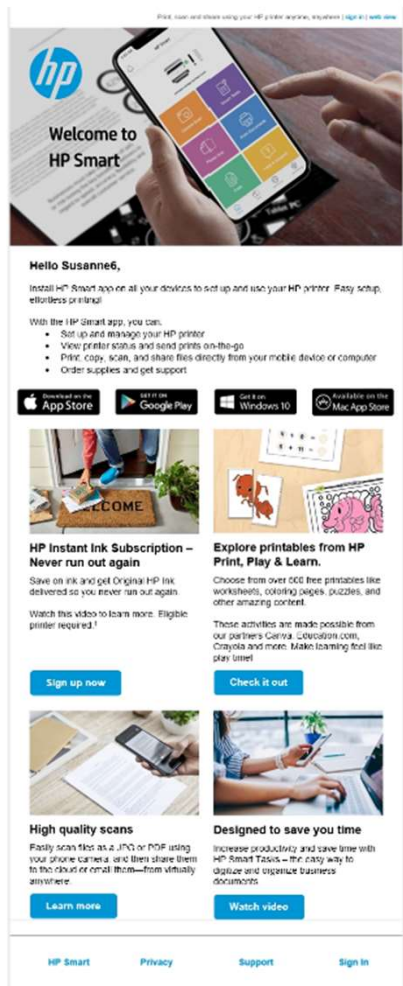 Print, scan and share using your HP printer anytime, anywhere | sign in | web view
hp
Welcome to
HP Smart
Hello Susanne6,
Install HP Smart app on all your devices to set up and use your HP printer. Easy setup,
effortless printing!
With the HP Smart app, you can:
• Set up and manage your HP printer
• View printer status and send prints on-the-go
• Print, copy, scan, and share files directly from your mobile device or computer
• Order supplies and get support
Download on the
App Store
GET IT ON
Google Play
Get it on
Windows 10
Available on the
Mac App Store
WELCOME
HP Instant Ink Subscription –
Never run out again
Save on ink and get Original HP Ink
delivered so you never run out again.
Watch this video to learn more. Eligible
printer required.¹
Sign up now
Explore printables from HP
Print, Play & Learn.
Choose from over 600 free printables like
worksheets, coloring pages, puzzles, and
other amazing content.
These activities are made possible from
our partners Canva, Education.com,
Crayola and more. Make learning feel like
play time!
Check it out
High quality scans
Easily scan files as a JPG or PDF using
your phone camera, and then share them
to the cloud or email them—from virtually
anywhere.
Learn more
Designed to save you time
Increase productivity and save time with
HP Smart Tasks – the easy way to
digitize and organize business
documents
Watch video
HP Smart
Privacy
Support
Sign In